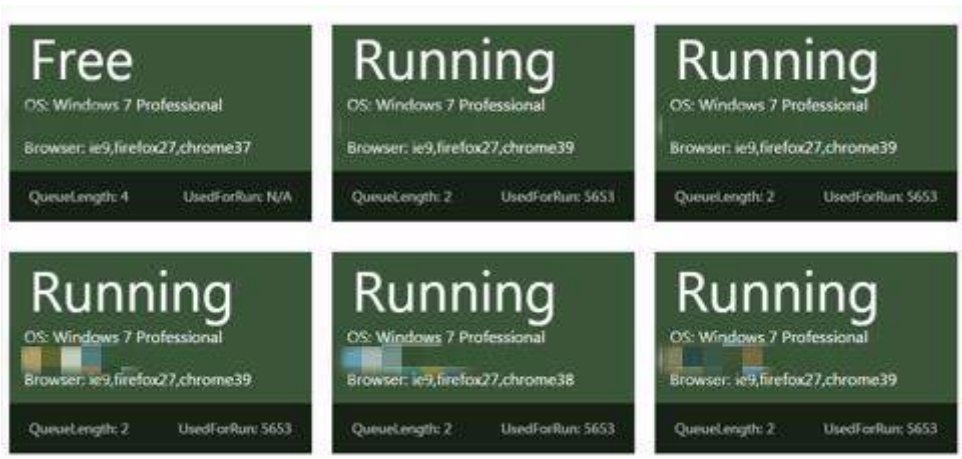 Free
OS: Windows 7 Professional
Browser: ie9,firefox27,chrome37
QueueLength: 4 UsedForRun: N/A
Running
OS: Windows 7 Professional
Browser: ie9,firefox27,chrome39
QueueLength: 2 UsedForRun: 5653
Running
OS: Windows 7 Professional
Browser: ie9,firefox27,chrome39
QueueLength: 2 UsedForRun: 5653
Running
OS: Windows 7 Professional
Browser: ie9,firefox27,chrome39
QueueLength: 2 UsedForRun: 5653
Running
OS: Windows 7 Professional
Browser: ie9,firefox27,chrome38
QueueLength: 2 UsedForRun: 5653
Running
OS: Windows 7 Professional
Browser: ie9,firefox27,chrome39
QueueLength: 2 UsedForRun: 5653